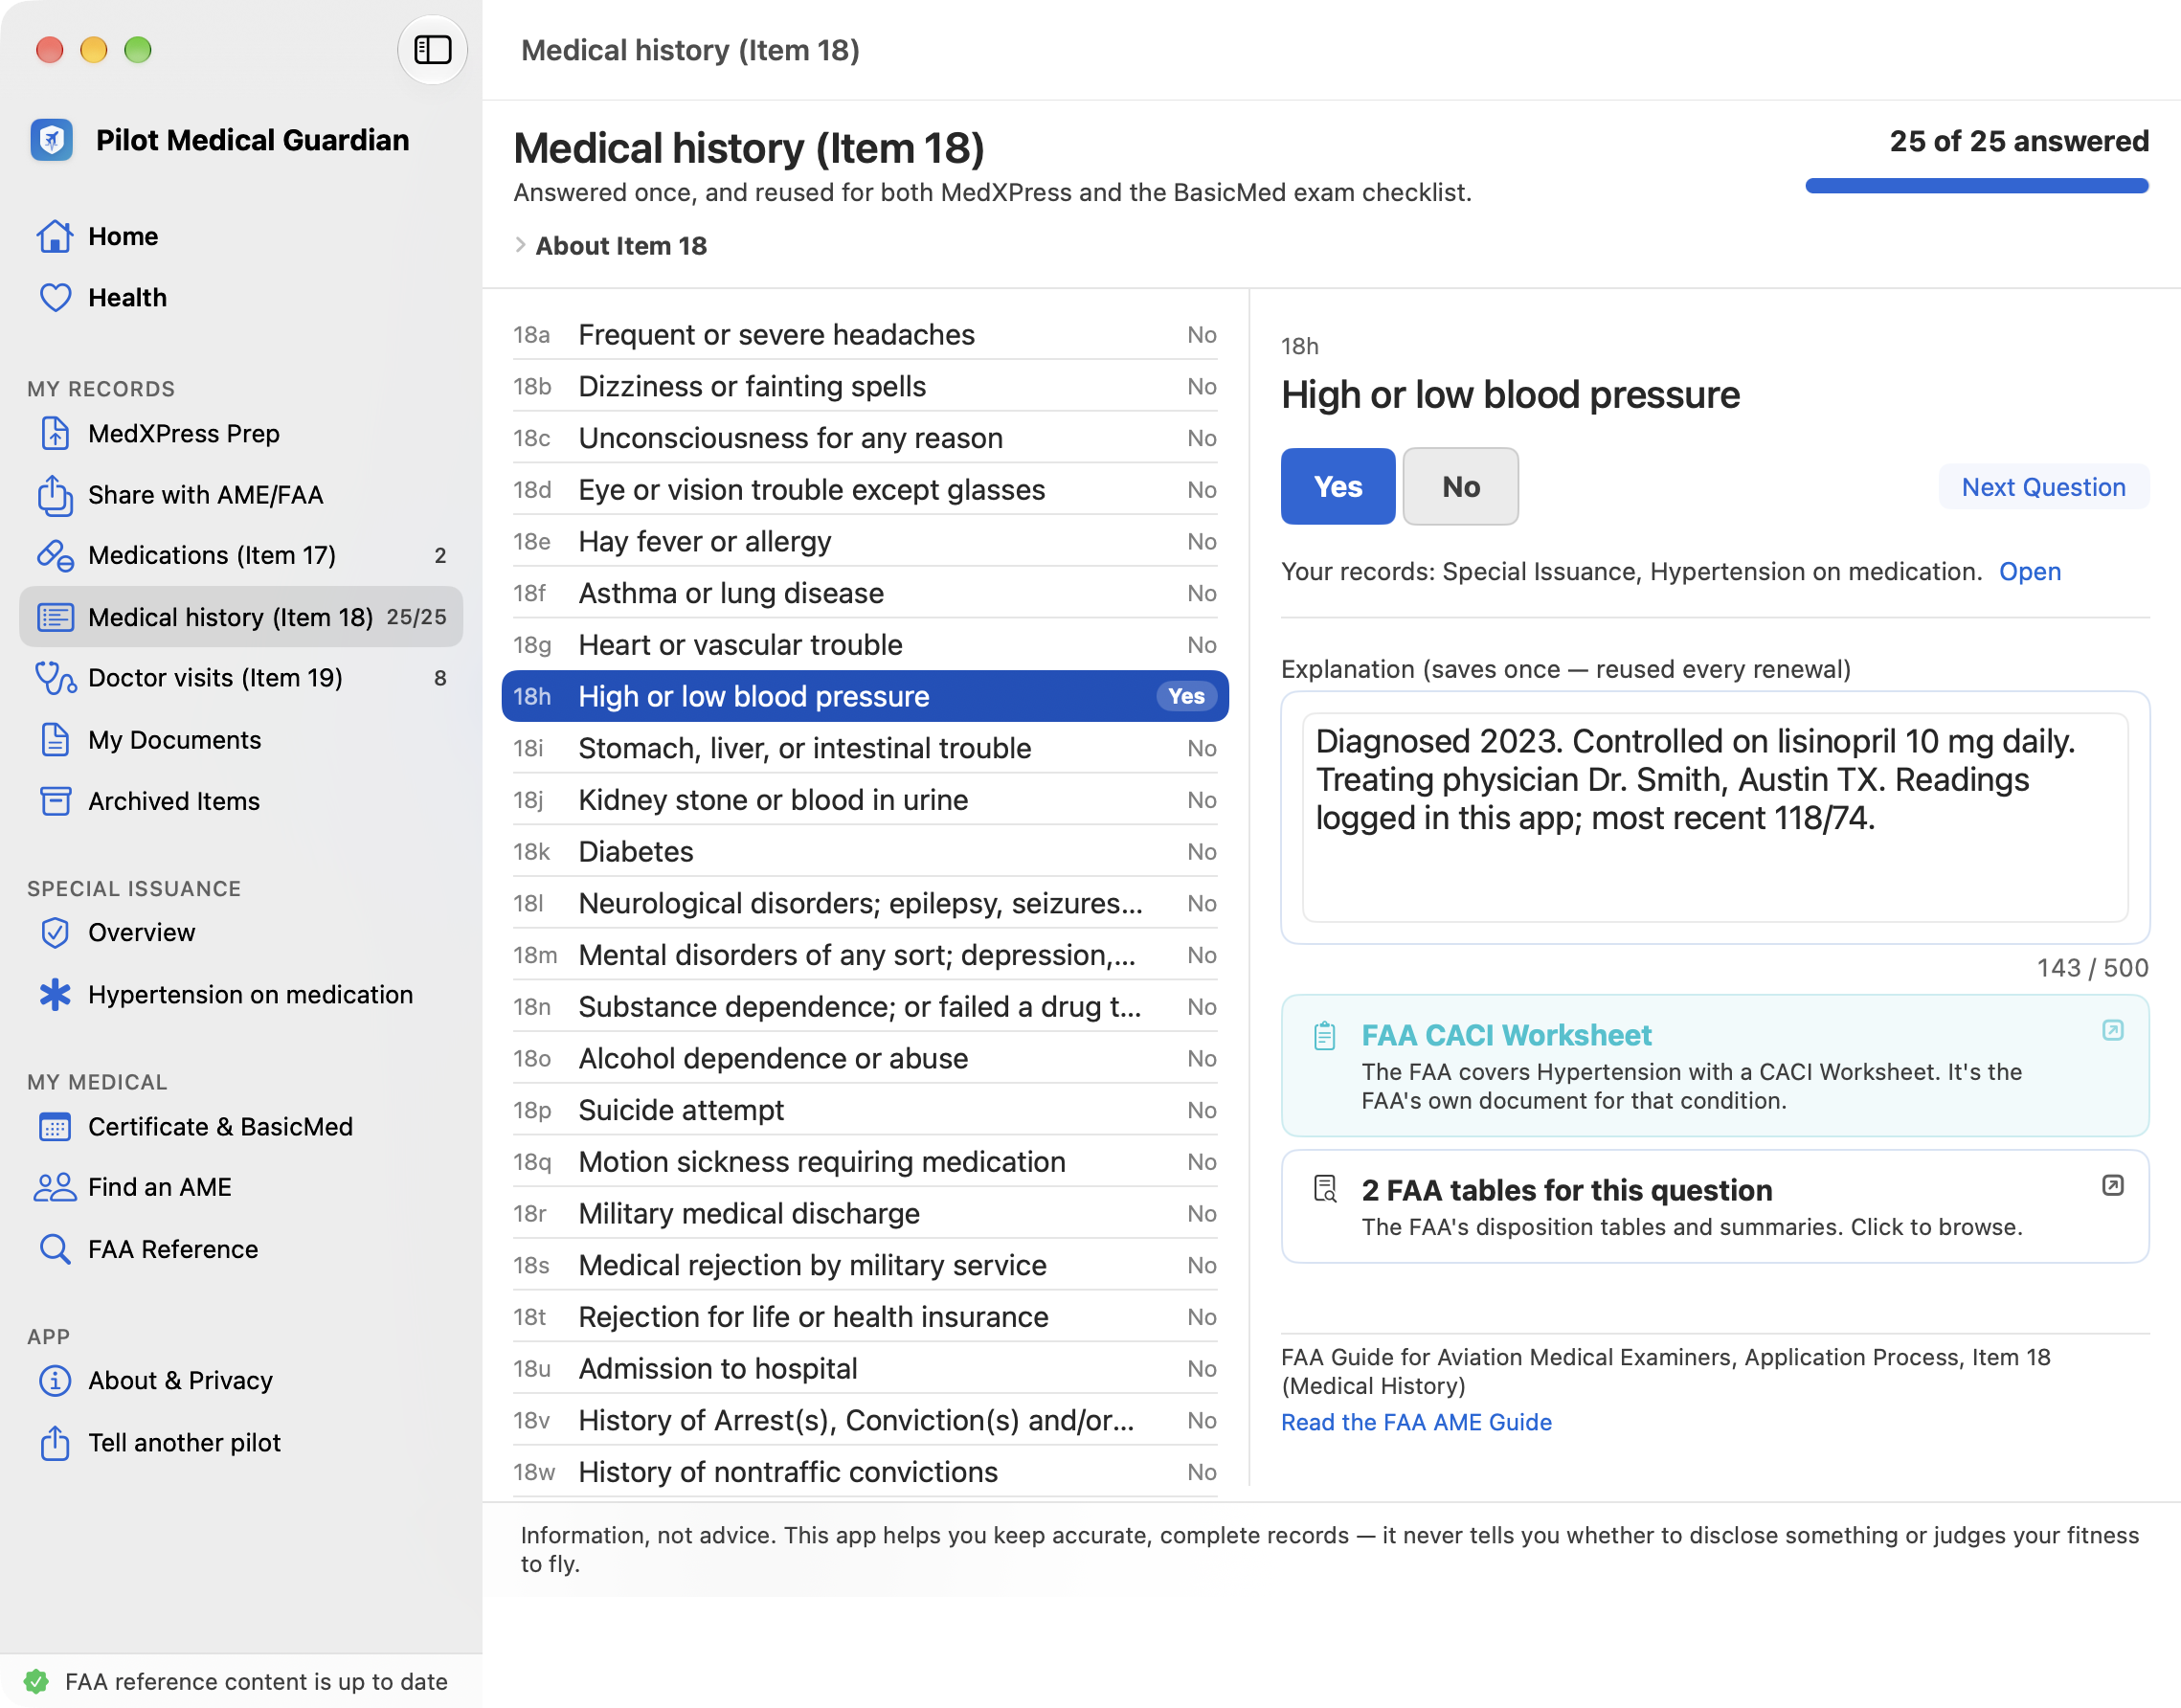 Medical history (Item 18)
Pilot Medical Guardian
Home
Health
MY RECORDS
MedXPress Prep
Share with AME/FAA
Medications (Item 17) 2
Medical history (Item 18) 25/25
Doctor visits (Item 19) 8
My Documents
Archived Items
SPECIAL ISSUANCE
Overview
Hypertension on medication
MY MEDICAL
Certificate & BasicMed
Find an AME
FAA Reference
APP
About & Privacy
Tell another pilot
FAA reference content is up to date
Medical history (Item 18)
25 of 25 answered
Answered once, and reused for both MedXPress and the BasicMed exam checklist.
About Item 18
18a Frequent or severe headaches No
18b Dizziness or fainting spells No
18c Unconsciousness for any reason No
18d Eye or vision trouble except glasses No
18e Hay fever or allergy No
18f Asthma or lung disease No
18g Heart or vascular trouble No
18h High or low blood pressure Yes
18i Stomach, liver, or intestinal trouble No
18j Kidney stone or blood in urine No
18k Diabetes No
18l Neurological disorders; epilepsy, seizures... No
18m Mental disorders of any sort; depression,... No
18n Substance dependence; or failed a drug t... No
18o Alcohol dependence or abuse No
18p Suicide attempt No
18q Motion sickness requiring medication No
18r Military medical discharge No
18s Medical rejection by military service No
18t Rejection for life or health insurance No
18u Admission to hospital No
18v History of Arrest(s), Conviction(s) and/or... No
18w History of nontraffic convictions No
18h
High or low blood pressure
Yes No Next Question
Your records: Special Issuance, Hypertension on medication. Open
Explanation (saves once — reused every renewal)
Diagnosed 2023. Controlled on lisinopril 10 mg daily.
Treating physician Dr. Smith, Austin TX. Readings
logged in this app; most recent 118/74.
143 / 500
FAA CACI Worksheet
The FAA covers Hypertension with a CACI Worksheet. It's the
FAA's own document for that condition.
2 FAA tables for this question
The FAA's disposition tables and summaries. Click to browse.
FAA Guide for Aviation Medical Examiners, Application Process, Item 18
(Medical History)
Read the FAA AME Guide
Information, not advice. This app helps you keep accurate, complete records — it never tells you whether to disclose something or judges your fitness
to fly.